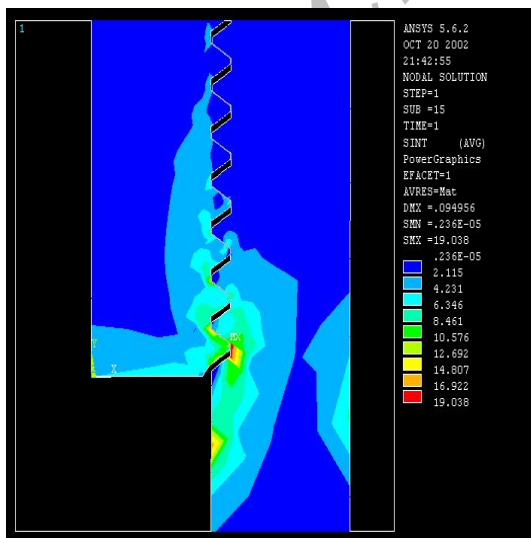 1
ANSYS 5.6.2
OCT 20 2002
21:42:55
NODAL SOLUTION
STEP=1
SUB =15
TIME=1
SINT (AVG)
PowerGraphics
EFACET=1
AVRES=Mat
DMX =.094956
SMN =.236E-05
SMX =19.038
.236E-05
2.115
4.231
6.346
8.461
10.576
12.692
14.807
16.922
19.038
MX
Y
X